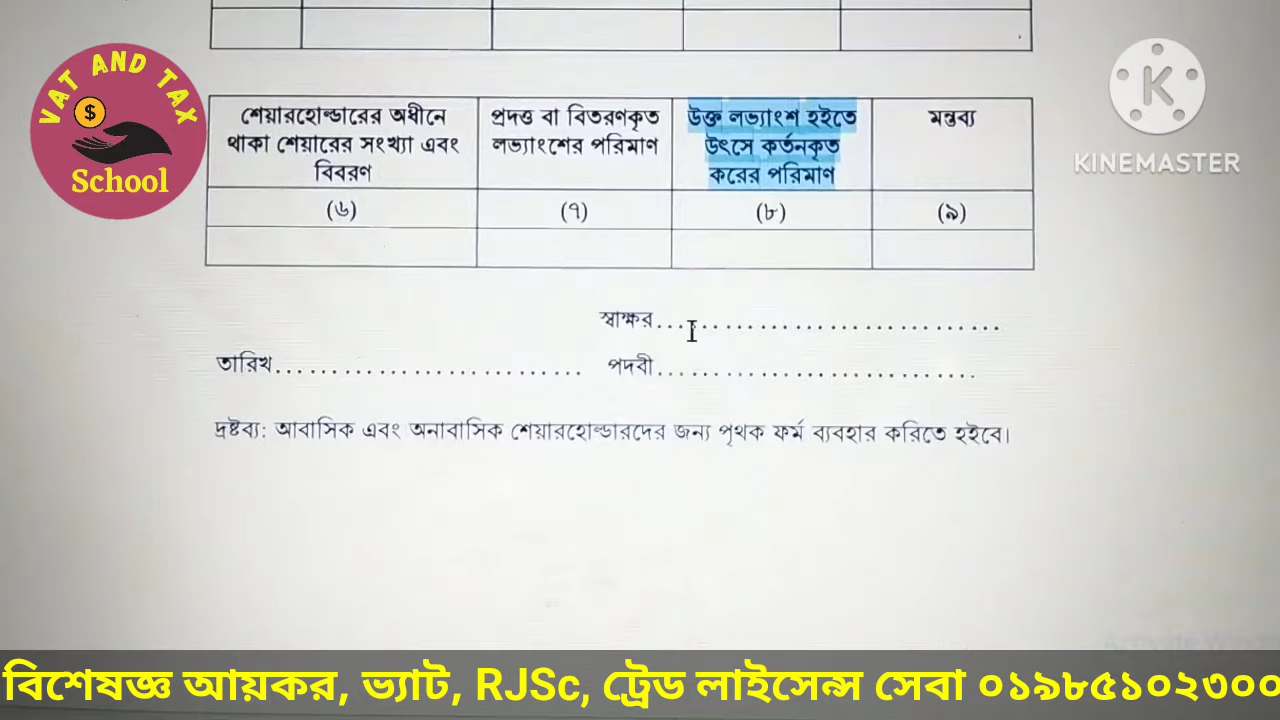 VAT AND TAX
$
School
KINEMASTER
শেয়ারহোল্ডারের অধীনে
থাকা শেয়ারের সংখ্যা এবং
বিবরণ
প্রদত্ত বা বিতরণকৃত
লভ্যাংশের পরিমাণ
উক্ত লভ্যাংশ হইতে
উৎসে কর্তনকৃত
করের পরিমাণ
মন্তব্য
(৬) (৭) (৮) (৯)
স্বাক্ষর..............................
তারিখ........................... পদবী............................
দ্রষ্টব্য: আবাসিক এবং অনাবাসিক শেয়ারহোল্ডারদের জন্য পৃথক ফর্ম ব্যবহার করিতে হইবে।
বিশেষজ্ঞ আয়কর, ভ্যাট, RJSc, ট্রেড লাইসেন্স সেবা ০১৯৮৫১০২৩০০